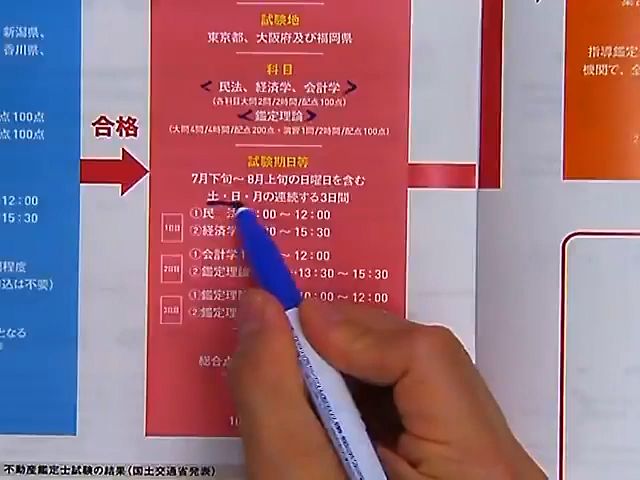 新潟県、
香川県、
点100点
点100点
12:00
15:30
程度
込は不要)
となる
合格
試験地
東京都、大阪府及び福岡県
科目
民法、経済学、会計学
(各科目大問2問/2時間/配点100点)
鑑定理論
(大問4問/4時間/配点200点・演習1問/2時間/配点100点)
試験期日等
7月下旬～8月上旬の日曜日を含む
土・日・月の連続する3日間
1日目
①民 法 :00～12:00
②経済学 30～15:30
2日目
①会計学 ～12:00
②鑑定理論 13:30～15:30
3日目
①鑑定理論 10:00～12:00
②鑑定
総合点
指導鑑定
機関で、全
不動産鑑定士試験の結果(国土交通省発表)